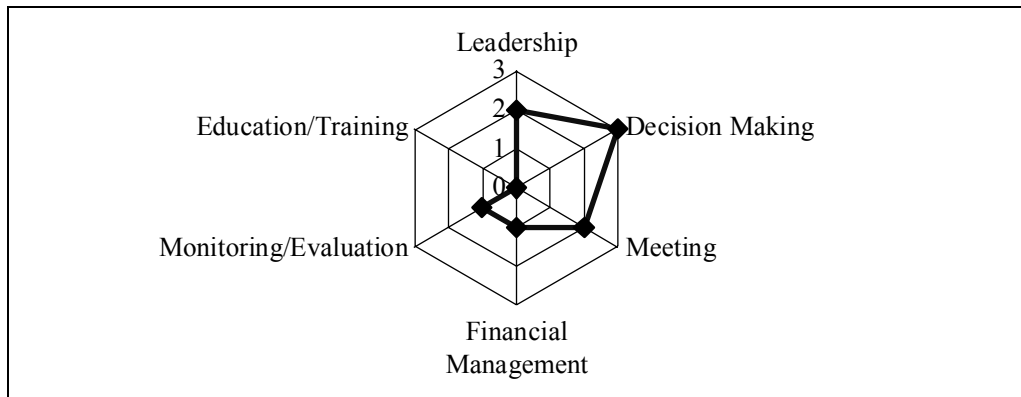 Leadership
3
Education/Training
2
Decision Making
1
0
Monitoring/Evaluation
Meeting
Financial
Management